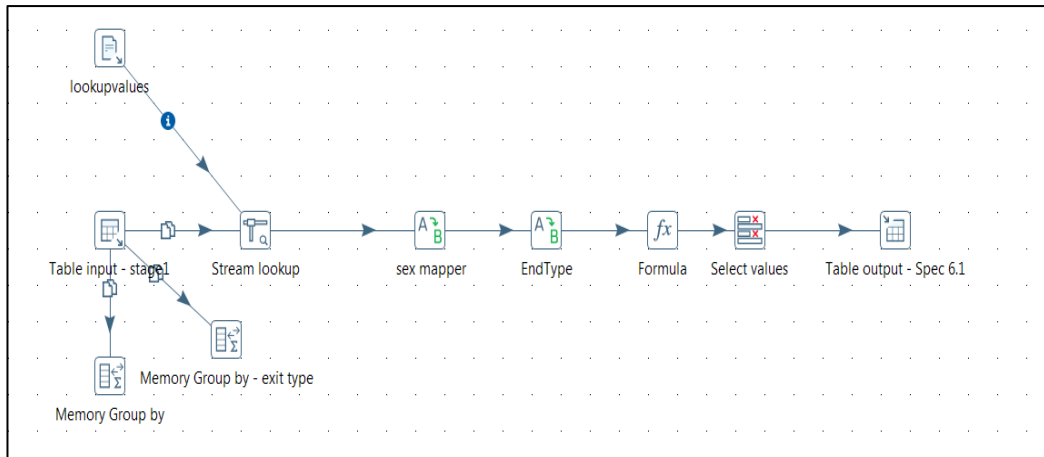 lookupvalues
Table input - stage1
Stream lookup
sex mapper
EndType
Formula
Select values
Table output - Spec 6.1
Memory Group by - exit type
Memory Group by